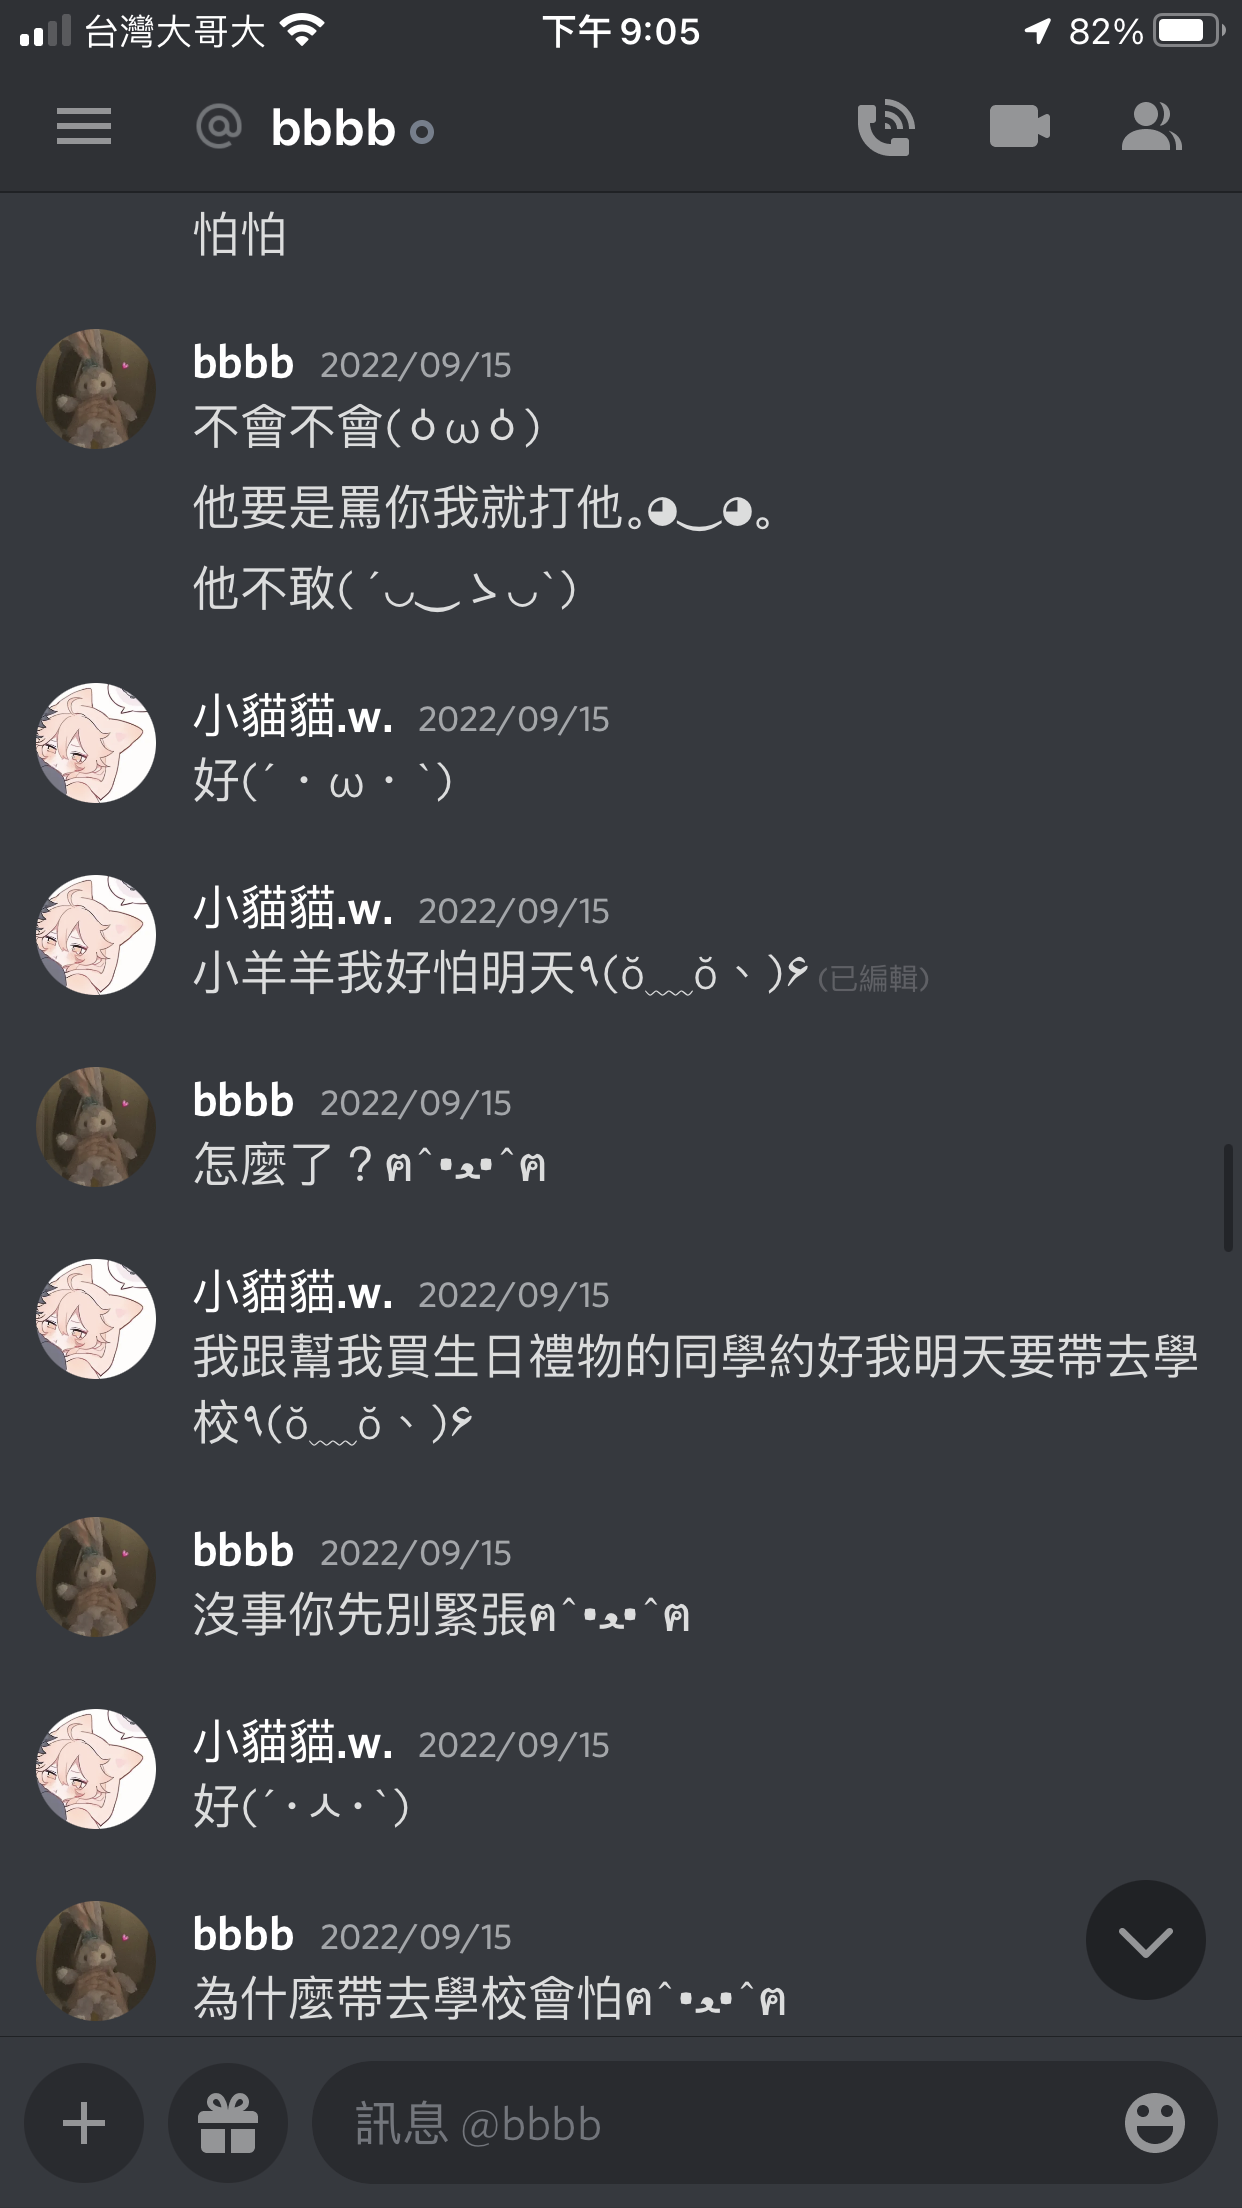 台灣大哥大 下午 9:05 82%
@ bbbb
怕怕
bbbb 2022/09/15
不會不會(ối ω ối)
他要是罵你我就打他｡◕‿◕｡
他不敢( ´◡‿ゝ◡`)
小貓貓.w. 2022/09/15
好(´・ω・`)
小貓貓.w. 2022/09/15
小羊羊我好怕明天٩(ŏ﹏ŏ、)۶ (已編輯)
bbbb 2022/09/15
怎麼了？ฅ^•ﻌ•^ฅ
小貓貓.w. 2022/09/15
我跟幫我買生日禮物的同學約好我明天要帶去學
校٩(ŏ﹏ŏ、)۶
bbbb 2022/09/15
沒事你先別緊張ฅ^•ﻌ•^ฅ
小貓貓.w. 2022/09/15
好(´･ㅅ･`)
bbbb 2022/09/15
為什麼帶去學校會怕ฅ^•ﻌ•^ฅ
訊息 @bbbb